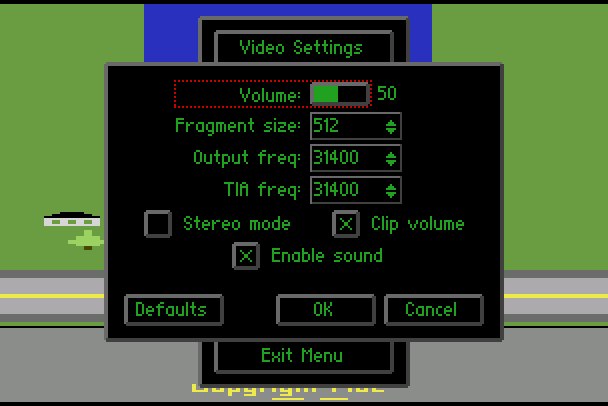 Video Settings
Volume: 50
Fragment size: 512
Output freq: 31400
TIA freq: 31400
Stereo mode Clip volume
Enable sound
Defaults OK Cancel
Exit Menu
Copyright